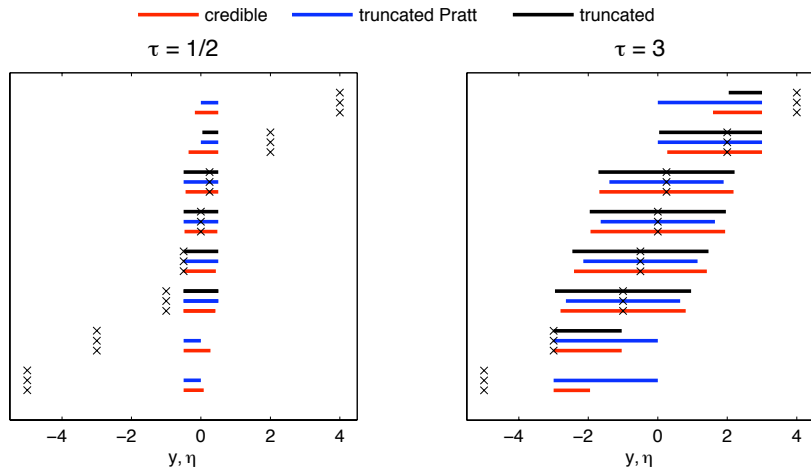 credible truncated Pratt truncated
τ = 1/2 τ = 3
−4 −2 0 2 4 −4 −2 0 2 4
y, η y, η